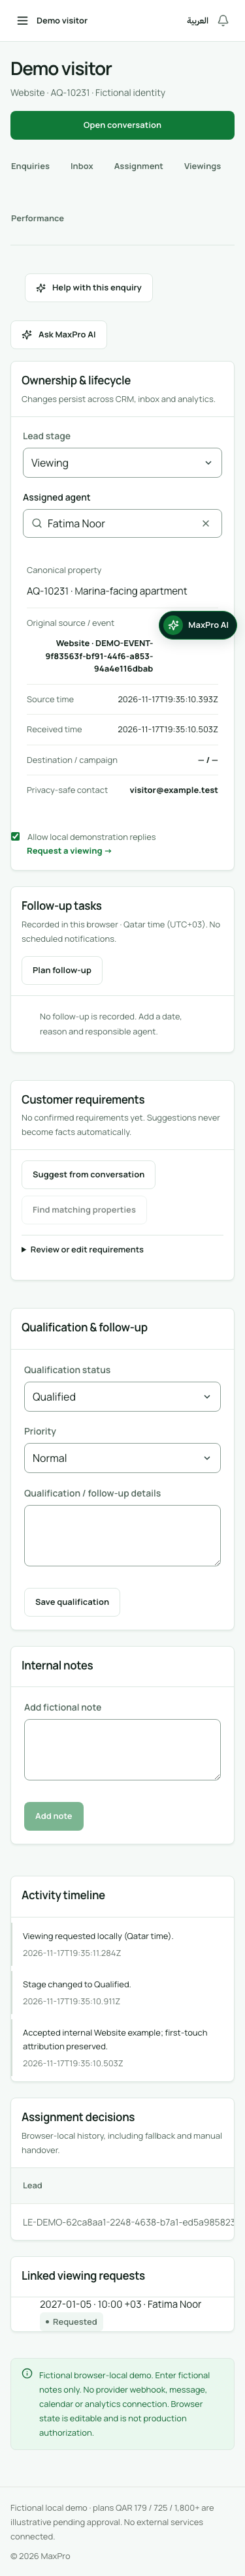 Demo visitor
العربية
Demo visitor
Website · AQ-10231 · Fictional identity
Open conversation
Enquiries
Inbox
Assignment
Viewings
Performance
Help with this enquiry
Ask MaxPro AI
Ownership & lifecycle
Changes persist across CRM, inbox and analytics.
Lead stage
Viewing
Assigned agent
Fatima Noor
Canonical property
AQ-10231 · Marina-facing apartment
Original source / event
MaxPro AI
Website · DEMO-EVENT-
9f83563f-bf91-44f6-a853-
94a4e116dbab
Source time 2026-11-17T19:35:10.393Z
Received time 2026-11-17T19:35:10.503Z
Destination / campaign — / —
Privacy-safe contact visitor@example.test
Allow local demonstration replies
Request a viewing →
Follow-up tasks
Recorded in this browser · Qatar time (UTC+03). No
scheduled notifications.
Plan follow-up
No follow-up is recorded. Add a date,
reason and responsible agent.
Customer requirements
No confirmed requirements yet. Suggestions never
become facts automatically.
Suggest from conversation
Find matching properties
Review or edit requirements
Qualification & follow-up
Qualification status
Qualified
Priority
Normal
Qualification / follow-up details
Save qualification
Internal notes
Add fictional note
Add note
Activity timeline
Viewing requested locally (Qatar time).
2026-11-17T19:35:11.284Z
Stage changed to Qualified.
2026-11-17T19:35:10.911Z
Accepted internal Website example; first-touch
attribution preserved.
2026-11-17T19:35:10.503Z
Assignment decisions
Browser-local history, including fallback and manual
handover.
Lead
LE-DEMO-62ca8aa1-2248-4638-b7a1-ed5a985823
Linked viewing requests
2027-01-05 · 10:00 +03 · Fatima Noor
Requested
Fictional browser-local demo. Enter fictional
notes only. No provider webhook, message,
calendar or analytics connection. Browser
state is editable and is not production
authorization.
Fictional local demo · plans QAR 179 / 725 / 1,800+ are
illustrative pending approval. No external services
connected.
© 2026 MaxPro